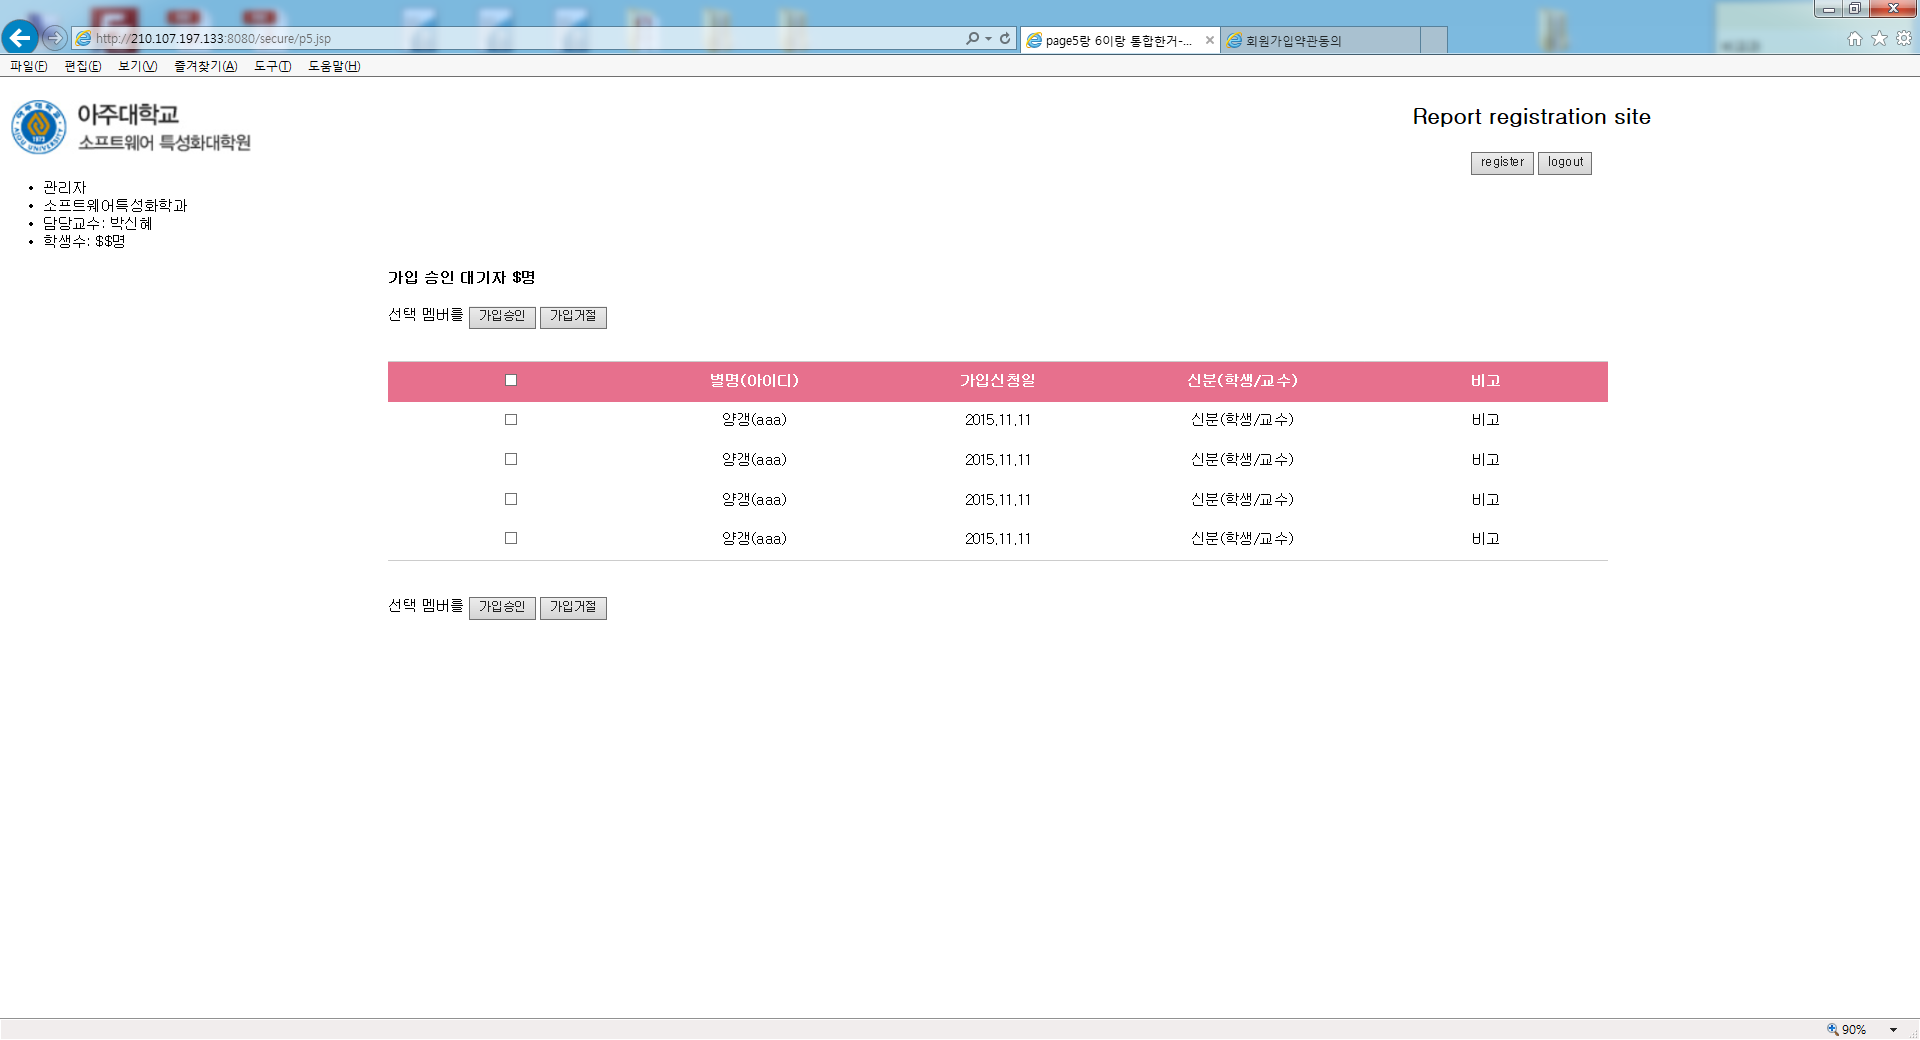 http://210.107.197.133:8080/secure/p5.jsp
page5랑 6이랑 통합한거-...
회원가입약관동의
파일(F) 편집(E) 보기(V) 즐겨찾기(A) 도구(T) 도움말(H)
아주대학교
소프트웨어 특성화대학원
Report registration site
register logout
• 관리자
• 소프트웨어특성화학과
• 담당교수: 박신혜
• 학생수: $$명
가입 승인 대기자 $명
선택 멤버를 가입승인 가입거절
별명(아이디) 가입신청일 신분(학생/교수) 비고
양갱(aaa) 2015.11.11 신분(학생/교수) 비고
양갱(aaa) 2015.11.11 신분(학생/교수) 비고
양갱(aaa) 2015.11.11 신분(학생/교수) 비고
양갱(aaa) 2015.11.11 신분(학생/교수) 비고
선택 멤버를 가입승인 가입거절
90%